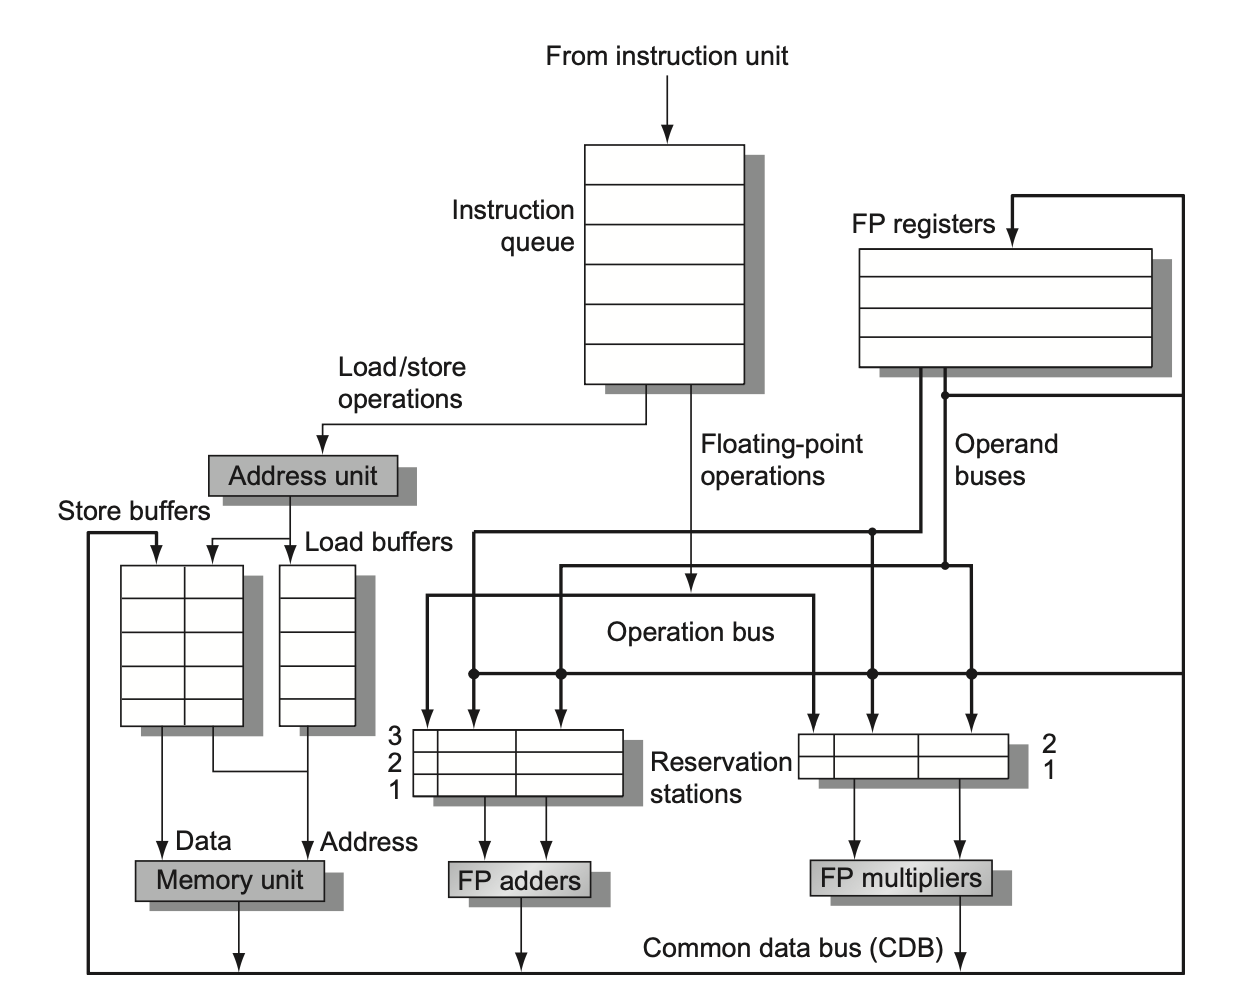 From instruction unit
Instruction
queue
FP registers
Load/store
operations
Floating-point
operations
Operand
buses
Address unit
Store buffers
Load buffers
Operation bus
3
2
1
Reservation
stations
2
1
Data
Address
Memory unit
FP adders
FP multipliers
Common data bus (CDB)